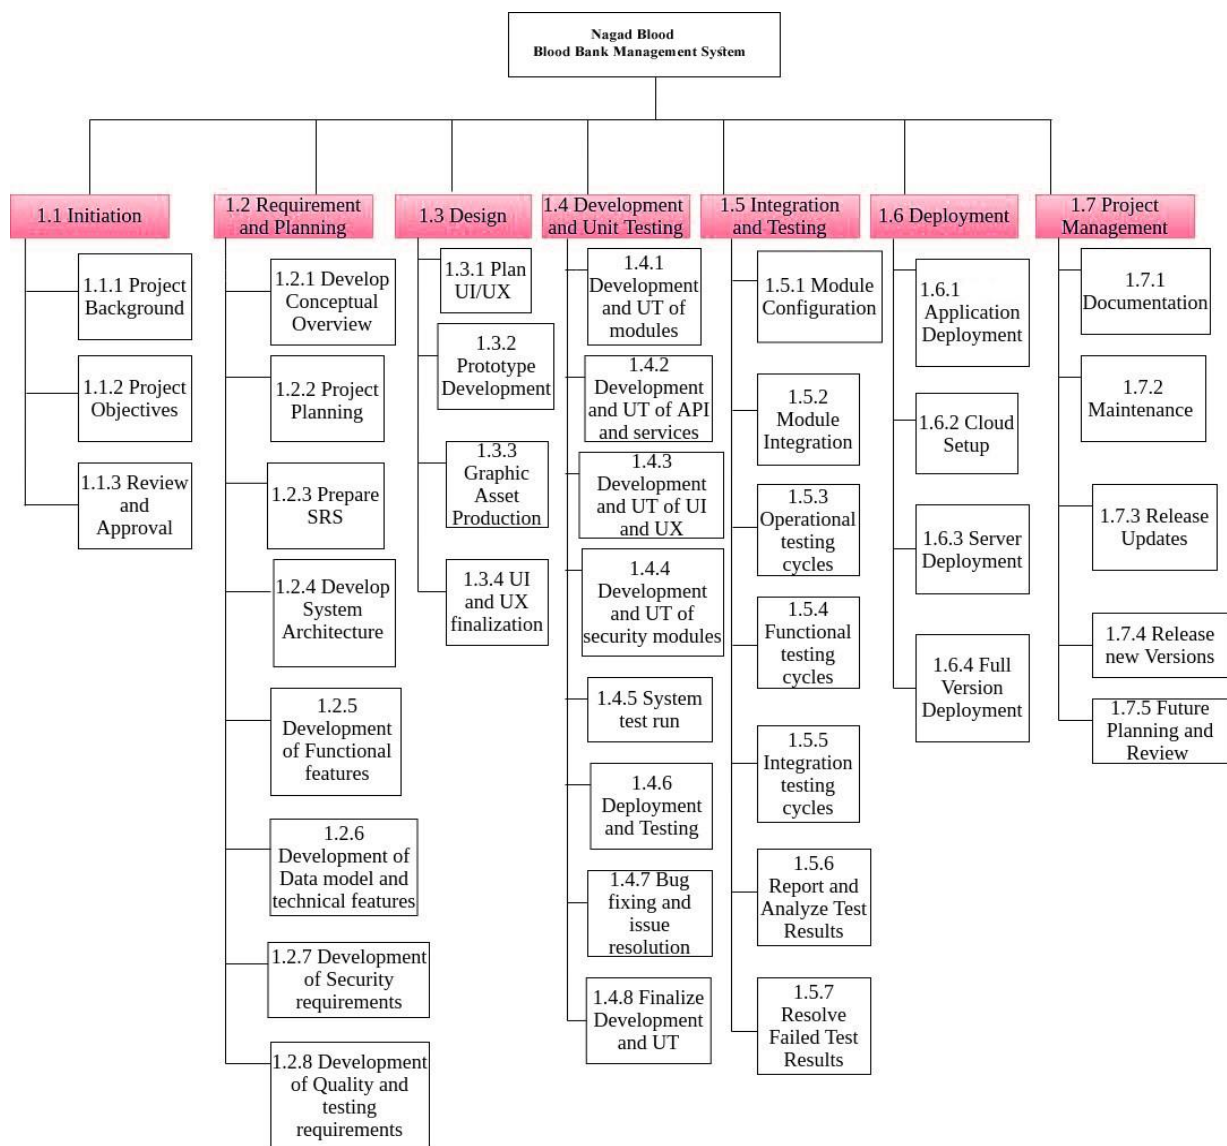 Nagad Blood
Blood Bank Management System
1.1 Initiation
1.1.1 Project
Background
1.1.2 Project
Objectives
1.1.3 Review
and
Approval
1.2 Requirement
and Planning
1.2.1 Develop
Conceptual
Overview
1.2.2 Project
Planning
1.2.3 Prepare
SRS
1.2.4 Develop
System
Architecture
1.2.5
Development
of Functional
features
1.2.6
Development of
Data model and
technical features
1.2.7 Development
of Security
requirements
1.2.8 Development
of Quality and
testing
requirements
1.3 Design
1.3.1 Plan
UI/UX
1.3.2
Prototype
Development
1.3.3
Graphic
Asset
Production
1.3.4 UI
and UX
finalization
1.4 Development
and Unit Testing
1.4.1
Development
and UT of
modules
1.4.2
Development
and UT of API
and services
1.4.3
Development
and UT of UI
and UX
1.4.4
Development
and UT of
security modules
1.4.5 System
test run
1.4.6
Deployment
and Testing
1.4.7 Bug
fixing and
issue
resolution
1.4.8 Finalize
Development
and UT
1.5 Integration
and Testing
1.5.1 Module
Configuration
1.5.2
Module
Integration
1.5.3
Operational
testing
cycles
1.5.4
Functional
testing
cycles
1.5.5
Integration
testing
cycles
1.5.6
Report and
Analyze Test
Results
1.5.7
Resolve
Failed Test
Results
1.6 Deployment
1.6.1
Application
Deployment
1.6.2 Cloud
Setup
1.6.3 Server
Deployment
1.6.4 Full
Version
Deployment
1.7 Project
Management
1.7.1
Documentation
1.7.2
Maintenance
1.7.3 Release
Updates
1.7.4 Release
new Versions
1.7.5 Future
Planning and
Review